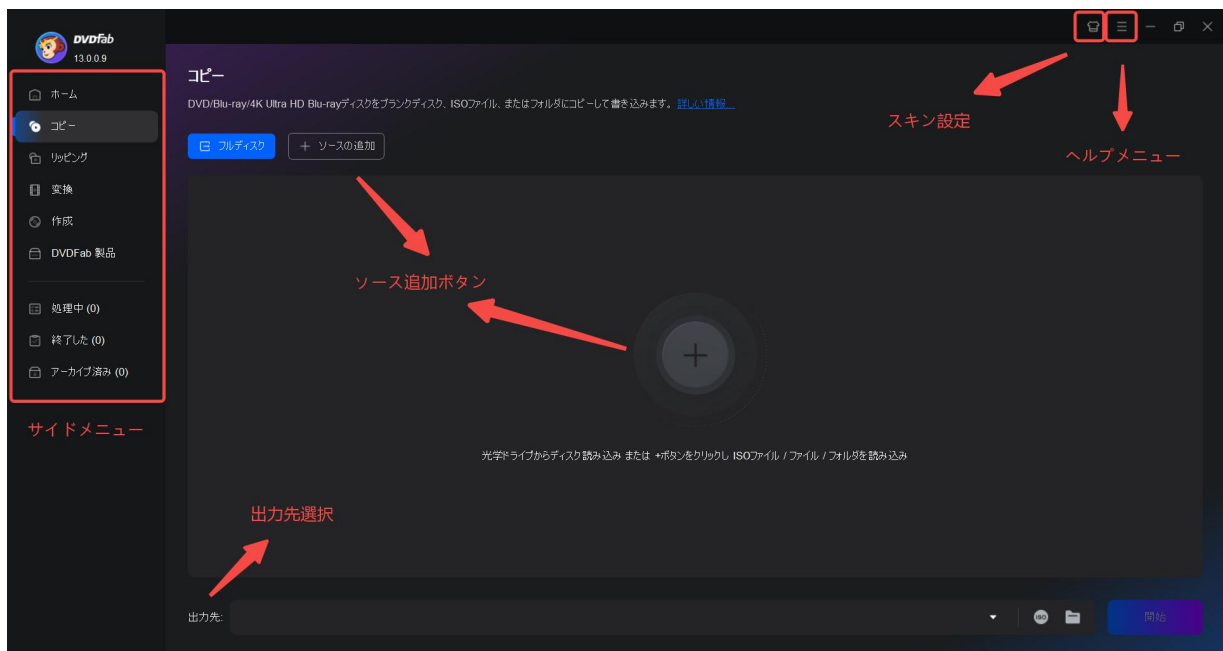 DVDFab
13.0.0.9
ホーム
コピー
リッピング
変換
作成
DVDFab 製品
処理中 (0)
終了した (0)
アーカイブ済み (0)
サイドメニュー
コピー
DVD/Blu-ray/4K Ultra HD Blu-rayディスクをブランクディスク、ISOファイル、またはフォルダにコピーして書き込みます。 詳しい情報...
フルディスク
ソースの追加
スキン設定
ヘルプメニュー
ソース追加ボタン
光学ドライブからディスク読み込み または +ボタンをクリックし ISOファイル / ファイル / フォルダを読み込み
出力先選択
出力先:
ISO
開始